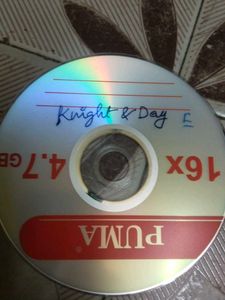 Knight & Day
16x
4.7GB
PUMA®